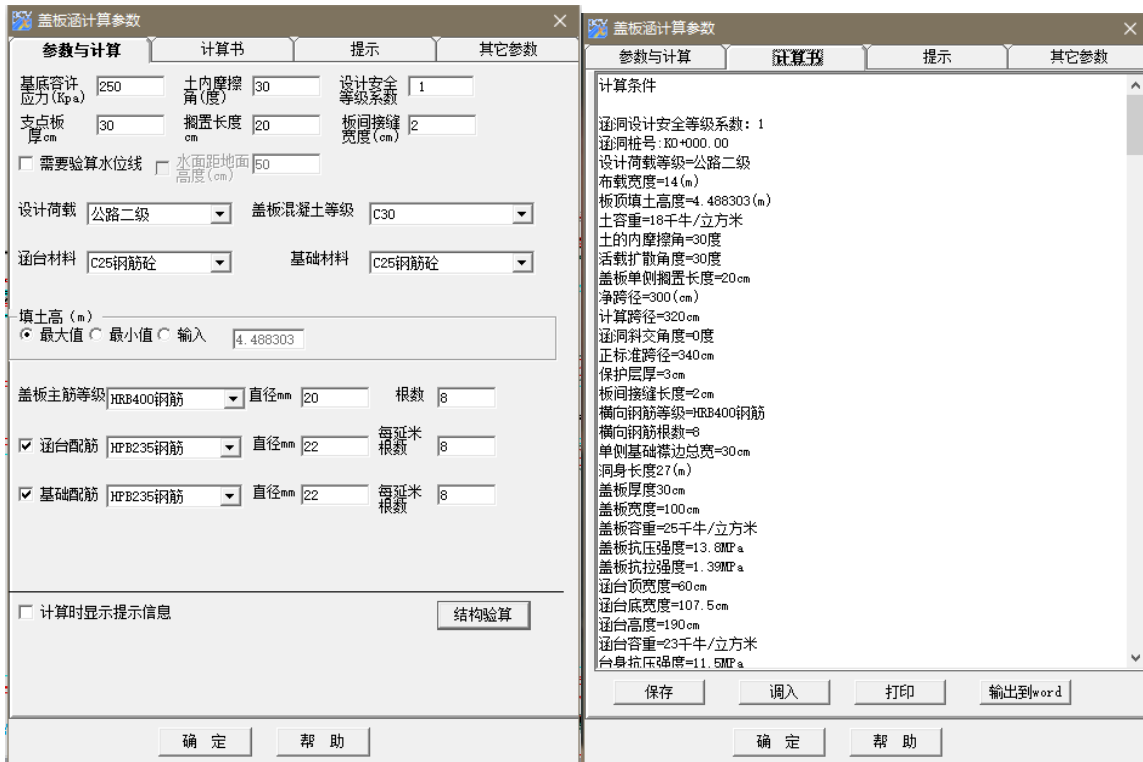 盖板涵计算参数
参数与计算 计算书 提示 其它参数
基底容许应力(Kpa) 250 土内摩擦角(度) 30 设计安全等级系数 1
支点板厚cm 30 搁置长度cm 20 板间接缝宽度(cm) 2
需要验算水位线 水面距地面高度(cm) 50
设计荷载 公路二级 盖板混凝土等级 C30
涵台材料 C25钢筋砼 基础材料 C25钢筋砼
填土高(m)
最大值 最小值 输入 4.488303
盖板主筋等级 HRB400钢筋 直径mm 20 根数 8
涵台配筋 HPB235钢筋 直径mm 22 每延米根数 8
基础配筋 HPB235钢筋 直径mm 22 每延米根数 8
计算时显示提示信息 结构验算
确 定 帮 助
盖板涵计算参数
参数与计算 计算书 提示 其它参数
计算条件
涵洞设计安全等级系数: 1
涵洞桩号:K0+000.00
设计荷载等级=公路二级
布载宽度=14(m)
板顶填土高度=4.488303(m)
土容重=18千牛/立方米
土的内摩擦角=30度
活载扩散角度=30度
盖板单侧搁置长度=20cm
净跨径=300(cm)
计算跨径=320cm
涵洞斜交角度=0度
正标准跨径=340cm
保护层厚=3cm
板间接缝长度=2cm
横向钢筋等级=HRB400钢筋
横向钢筋根数=8
单侧基础襟边总宽=30cm
洞身长度27(m)
盖板厚度30cm
盖板宽度=100cm
盖板容重=25千牛/立方米
盖板抗压强度=13.8MPa
盖板抗拉强度=1.39MPa
涵台顶宽度=60cm
涵台底宽度=107.5cm
涵台高度=190cm
涵台容重=23千牛/立方米
台身抗压强度=11.5MPa
保存 调入 打印 输出到word
确 定 帮 助